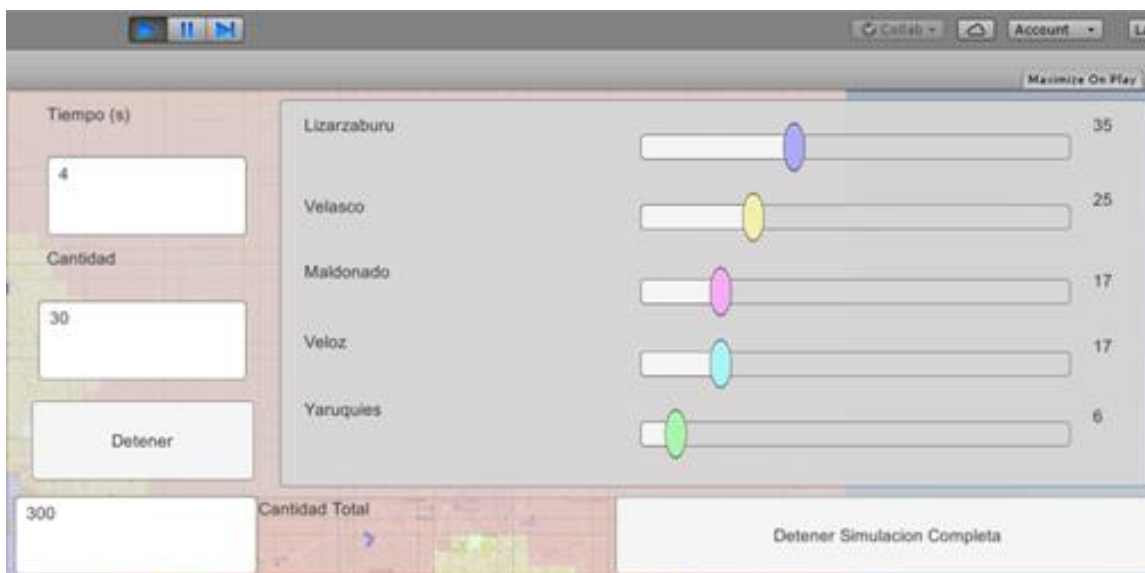 Collab
Account
Maximize On Play
Tiempo (s)
4
Cantidad
30
Detener
Lizarzaburu
35
Velasco
25
Maldonado
17
Veloz
17
Yaruquies
6
300
Cantidad Total
Detener Simulacion Completa